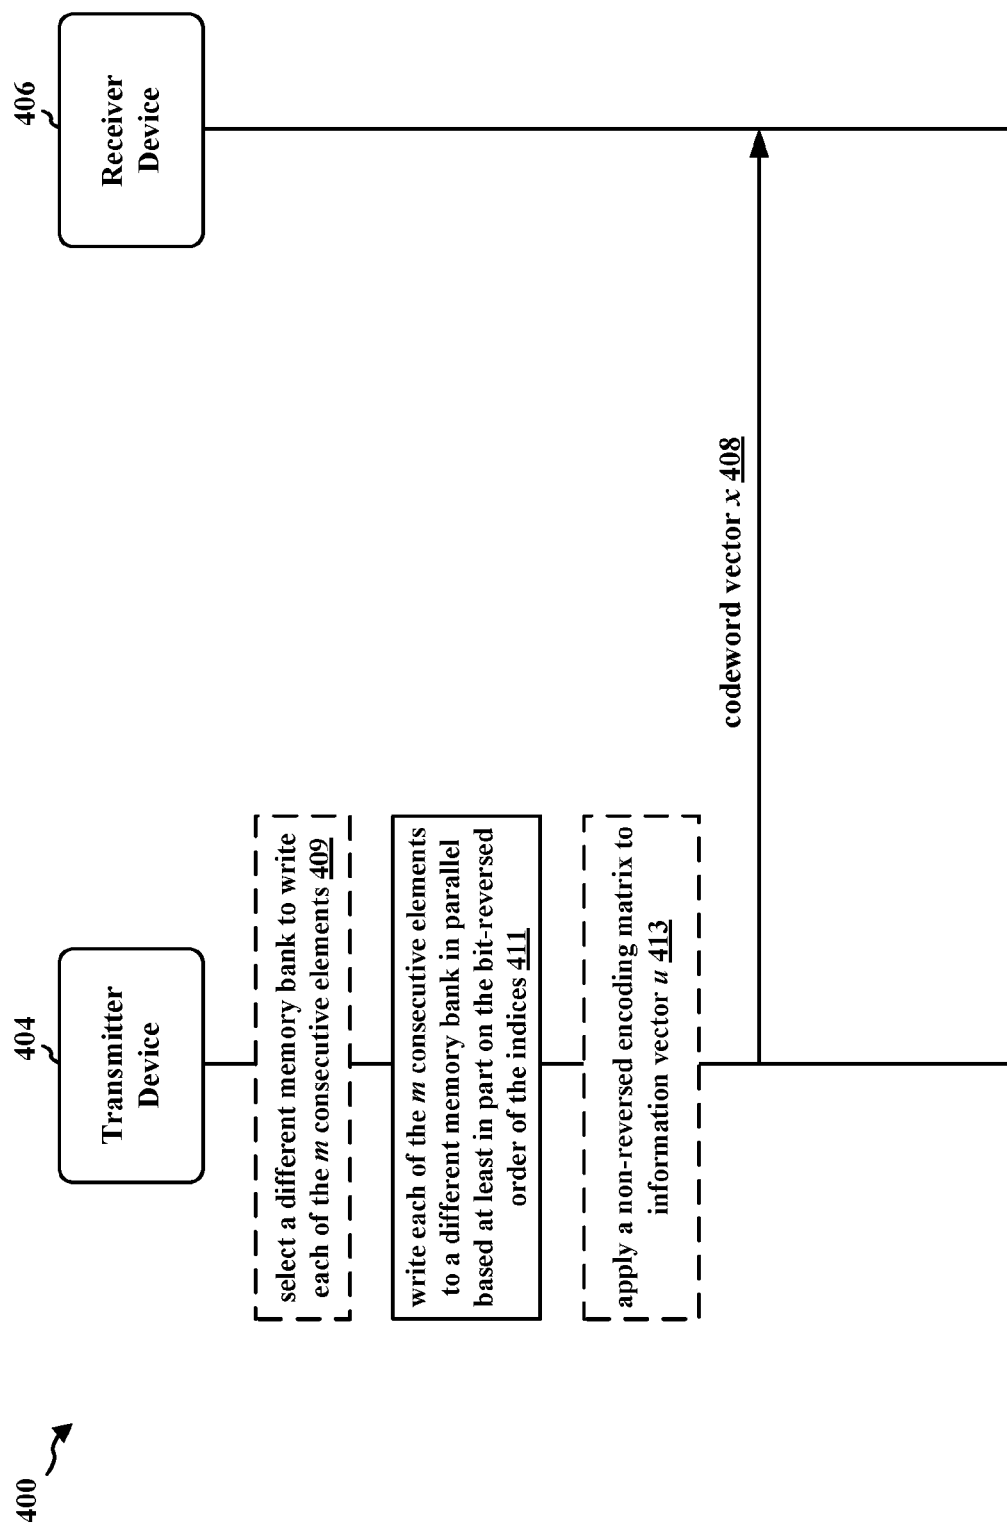 400
404
Transmitter
Device
406
Receiver
Device
select a different memory bank to write
each of the m consecutive elements 409
write each of the m consecutive elements
to a different memory bank in parallel
based at least in part on the bit-reversed
order of the indices 411
apply a non-reversed encoding matrix to
information vector u 413
codeword vector x 408